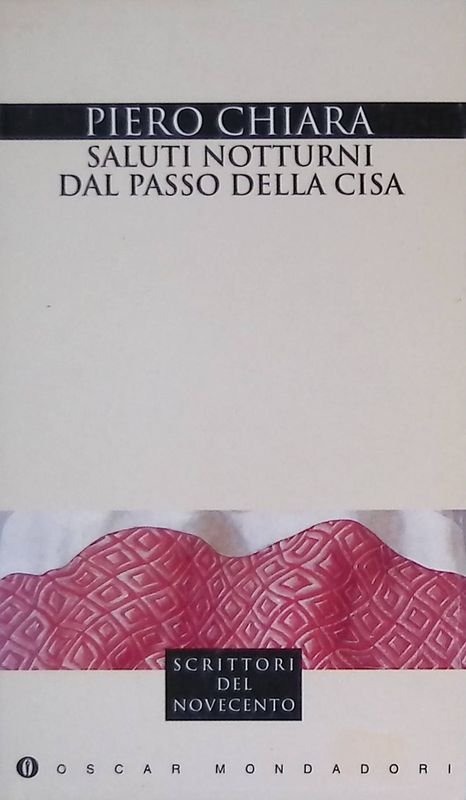 PIERO CHIARA
SALUTI NOTTURNI
DAL PASSO DELLA CISA
SCRITTORI
DEL
NOVECENTO
OSCAR MONDADORI